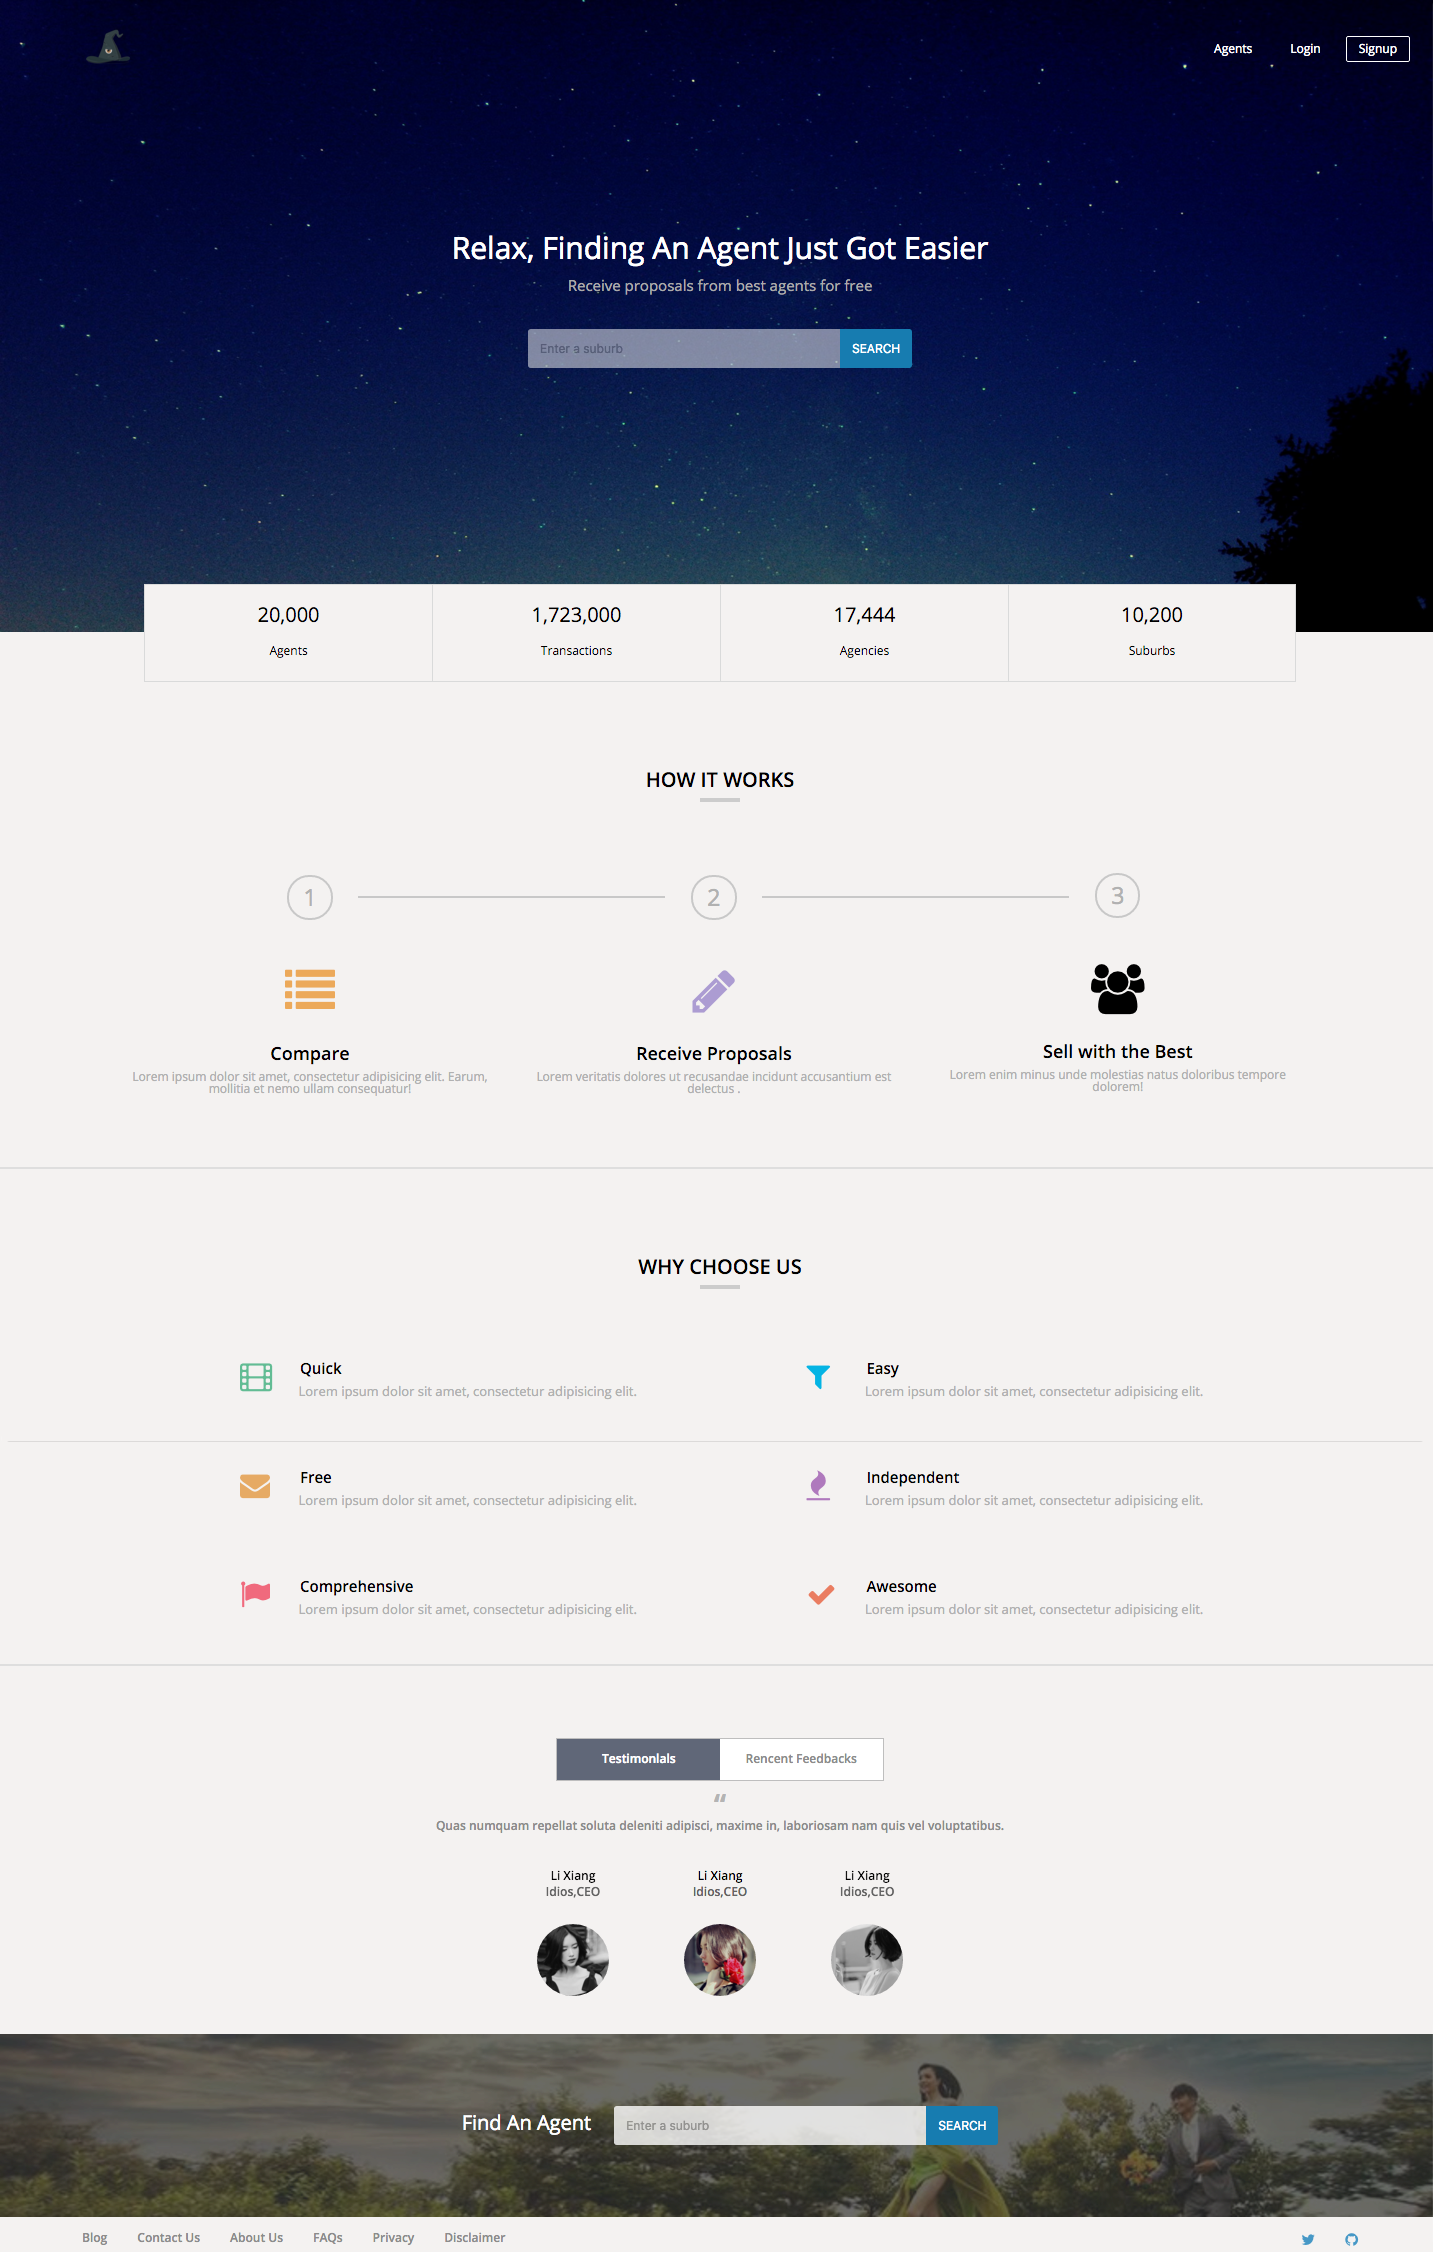 Agents Login Signup
Relax, Finding An Agent Just Got Easier
Receive proposals from best agents for free
Enter a suburb SEARCH
20,000 1,723,000 17,444 10,200
Agents Transactions Agencies Suburbs
HOW IT WORKS
1 2 3
Compare
Lorem ipsum dolor sit amet, consectetur adipisicing elit. Earum,
mollitia et nemo ullam consequatur!
Receive Proposals
Lorem veritatis dolores ut recusandae incidunt accusantium est
delectus .
Sell with the Best
Lorem enim minus unde molestias natus doloribus tempore
dolorem!
WHY CHOOSE US
Quick
Lorem ipsum dolor sit amet, consectetur adipisicing elit.
Easy
Lorem ipsum dolor sit amet, consectetur adipisicing elit.
Free
Lorem ipsum dolor sit amet, consectetur adipisicing elit.
Independent
Lorem ipsum dolor sit amet, consectetur adipisicing elit.
Comprehensive
Lorem ipsum dolor sit amet, consectetur adipisicing elit.
Awesome
Lorem ipsum dolor sit amet, consectetur adipisicing elit.
Testimonlals Rencent Feedbacks
“
Quas numquam repellat soluta deleniti adipisci, maxime in, laboriosam nam quis vel voluptatibus.
Li Xiang Li Xiang Li Xiang
Idios,CEO Idios,CEO Idios,CEO
Find An Agent Enter a suburb SEARCH
Blog Contact Us About Us FAQs Privacy Disclaimer